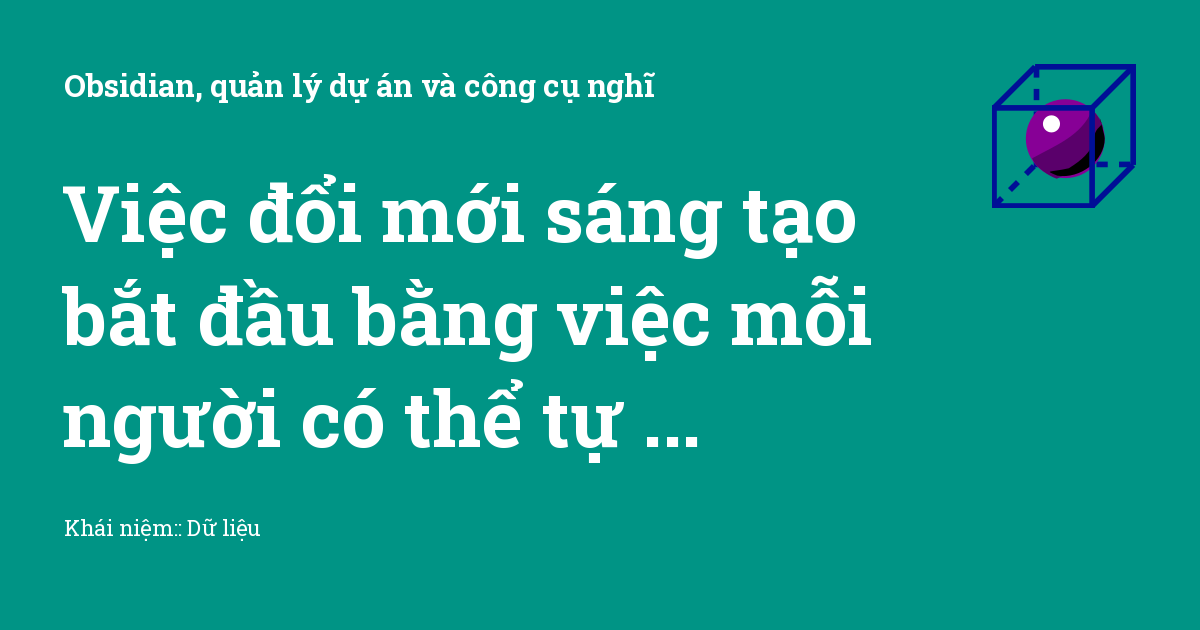 Obsidian, quản lý dự án và công cụ nghĩ
Việc đổi mới sáng tạo
bắt đầu bằng việc mỗi
người có thể tự ...
Khái niệm:: Dữ liệu